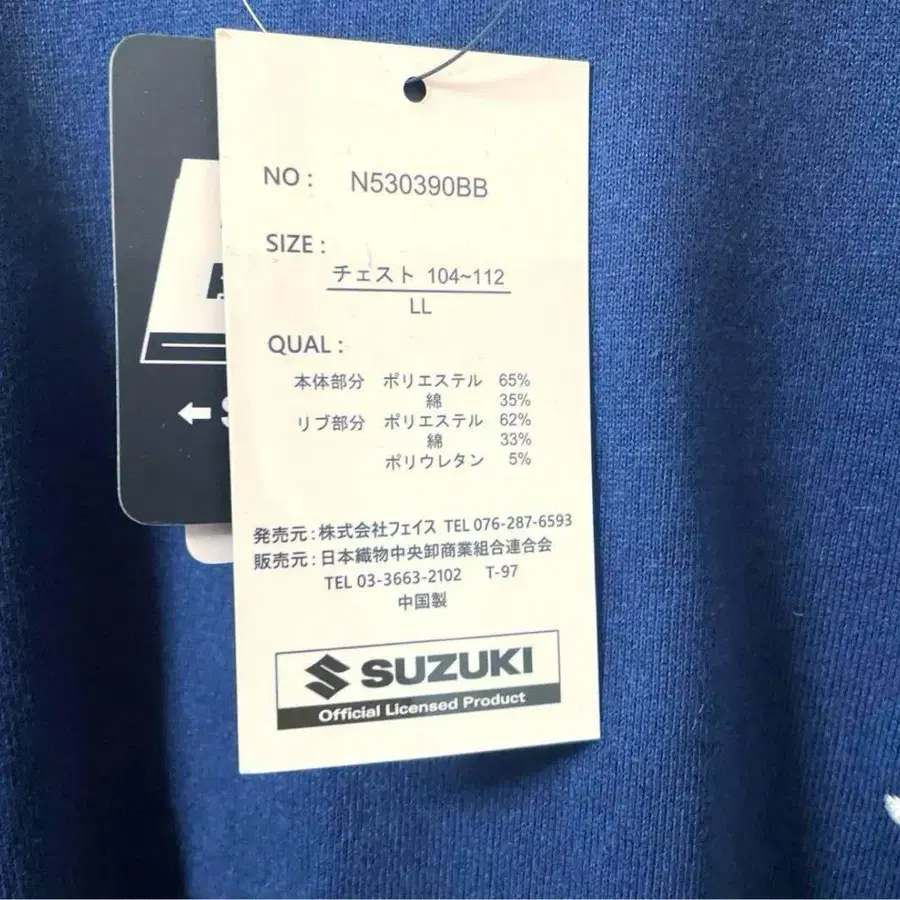 NO : N530390BB
SIZE :
チェスト 104~112
LL
QUAL :
本体部分 ポリエステル 65%
綿 35%
リブ部分 ポリエステル 62%
綿 33%
ポリウレタン 5%
発売元:株式会社フェイス TEL 076-287-6593
販売元:日本織物中央卸商業組合連合会
TEL 03-3663-2102 T-97
中国製
SUZUKI
Official Licensed Product